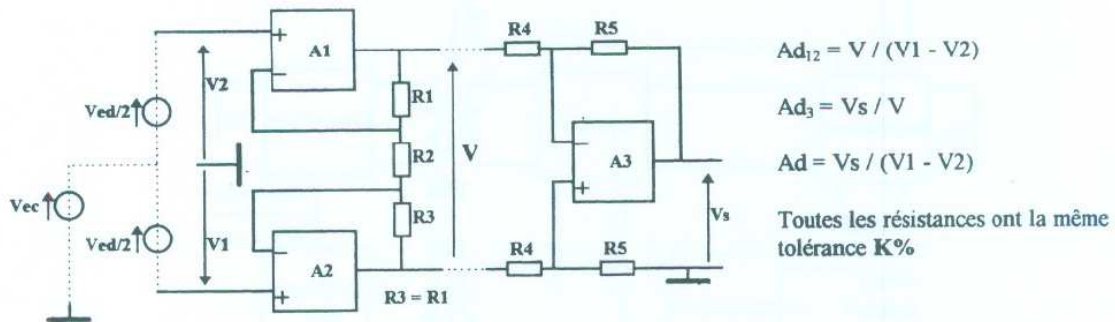 R4
R5
+
A1
−
V2
Ved/2
R1
R2
V
−
A3
+
Vec
Ved/2
V1
R3
Vs
−
A2
+
R3 = R1
R4
R5
Ad12 = V / (V1 - V2)
Ad3 = Vs / V
Ad = Vs / (V1 - V2)
Toutes les résistances ont la même
tolérance K%